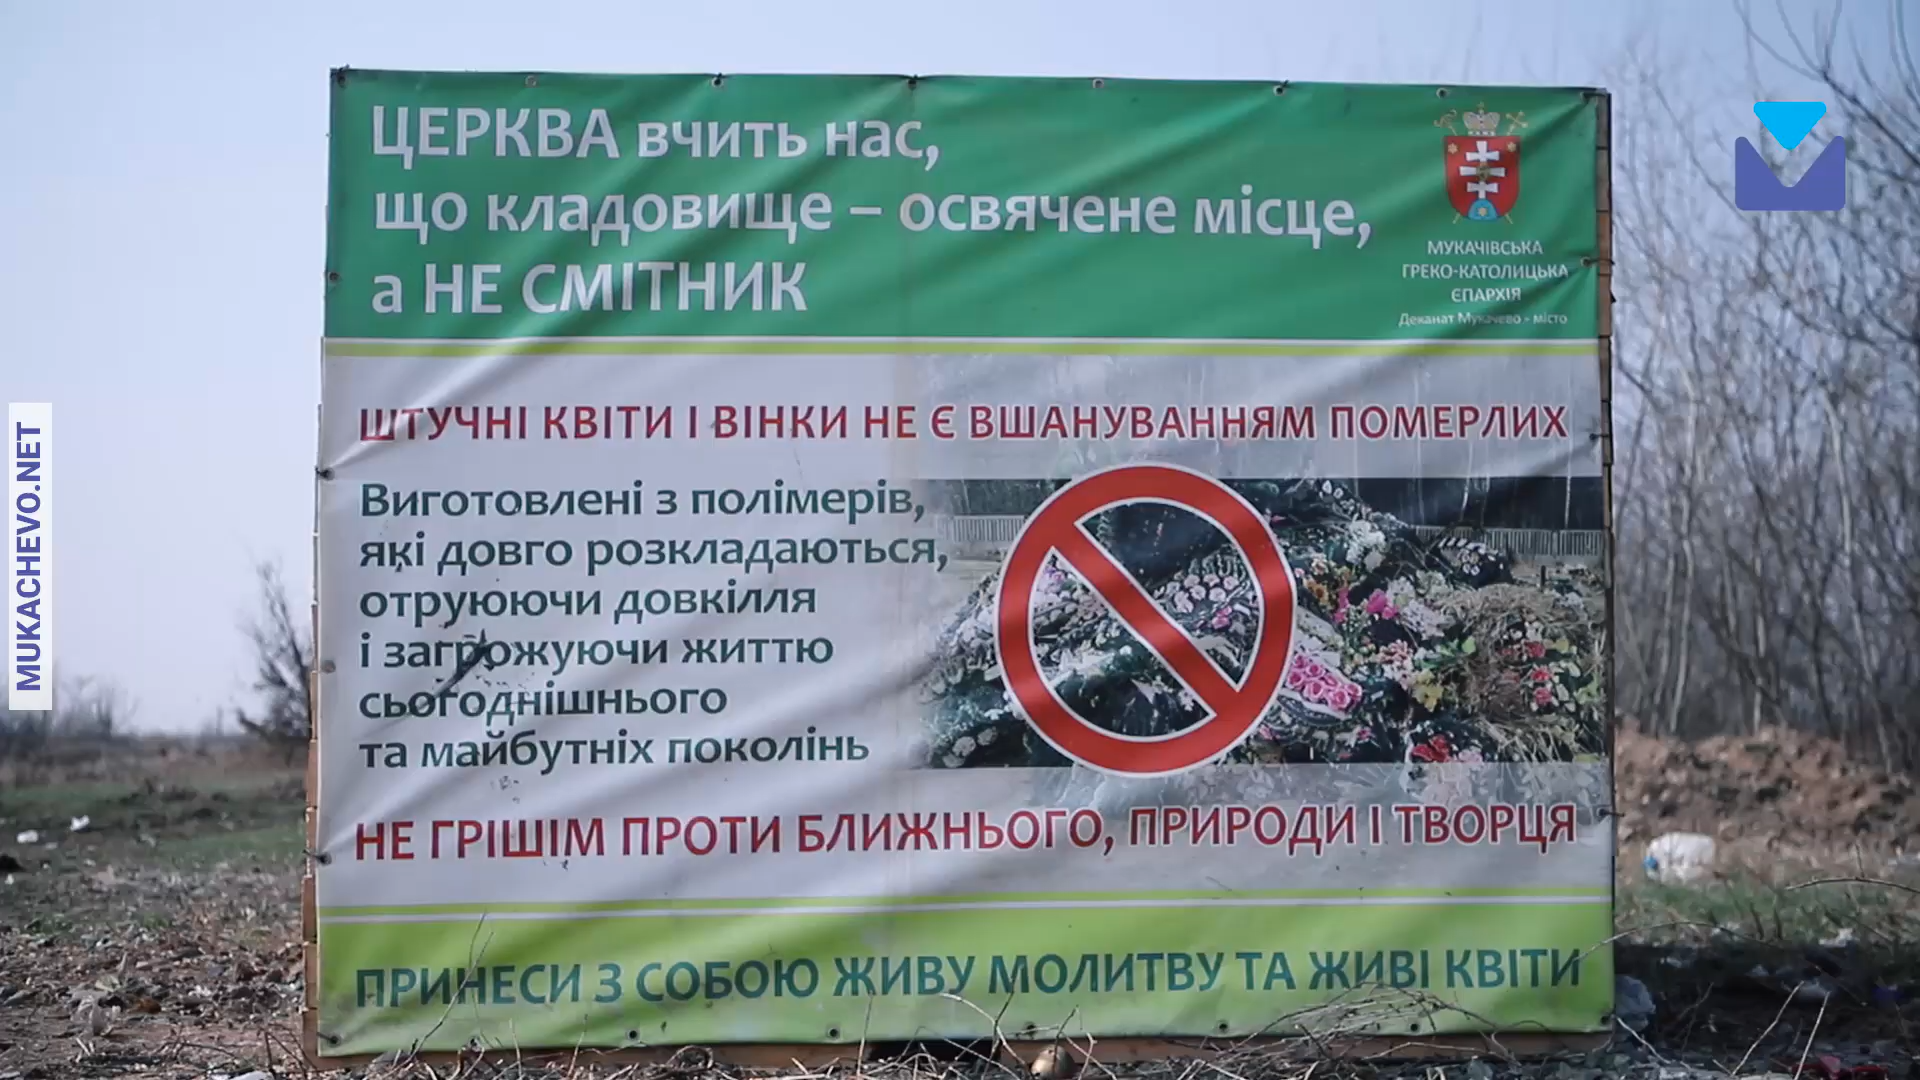 ЦЕРКВА вчить нас,
що кладовище – освячене місце,
а НЕ СМІТНИК
МУКАЧІВСЬКА
ГРЕКО-КАТОЛИЦЬКА
ЄПАРХІЯ
Деканат Мукачево - місто
ШТУЧНІ КВІТИ І ВІНКИ НЕ Є ВШАНУВАННЯМ ПОМЕРЛИХ
Виготовлені з полімерів,
які довго розкладаються,
отруюючи довкілля
і загрожуючи життю
сьогоднішнього
та майбутніх поколінь
НЕ ГРІШІМ ПРОТИ БЛИЖНЬОГО, ПРИРОДИ І ТВОРЦЯ
ПРИНЕСИ З СОБОЮ ЖИВУ МОЛИТВУ ТА ЖИВІ КВІТИ
MUKACHEVO.NET